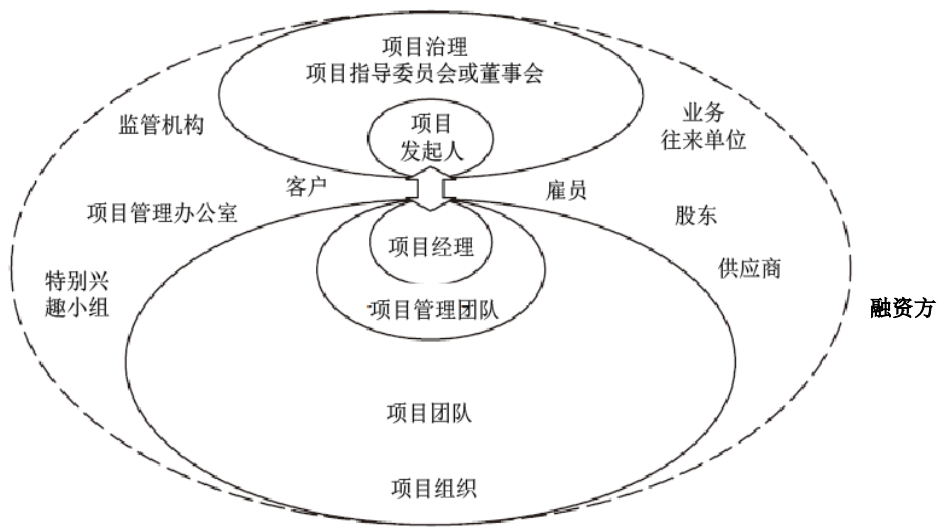 项目治理
项目指导委员会或董事会
监管机构
项目
发起人
业务
往来单位
客户
雇员
项目管理办公室
股东
项目经理
供应商
特别兴
趣小组
项目管理团队
融资方
项目团队
项目组织